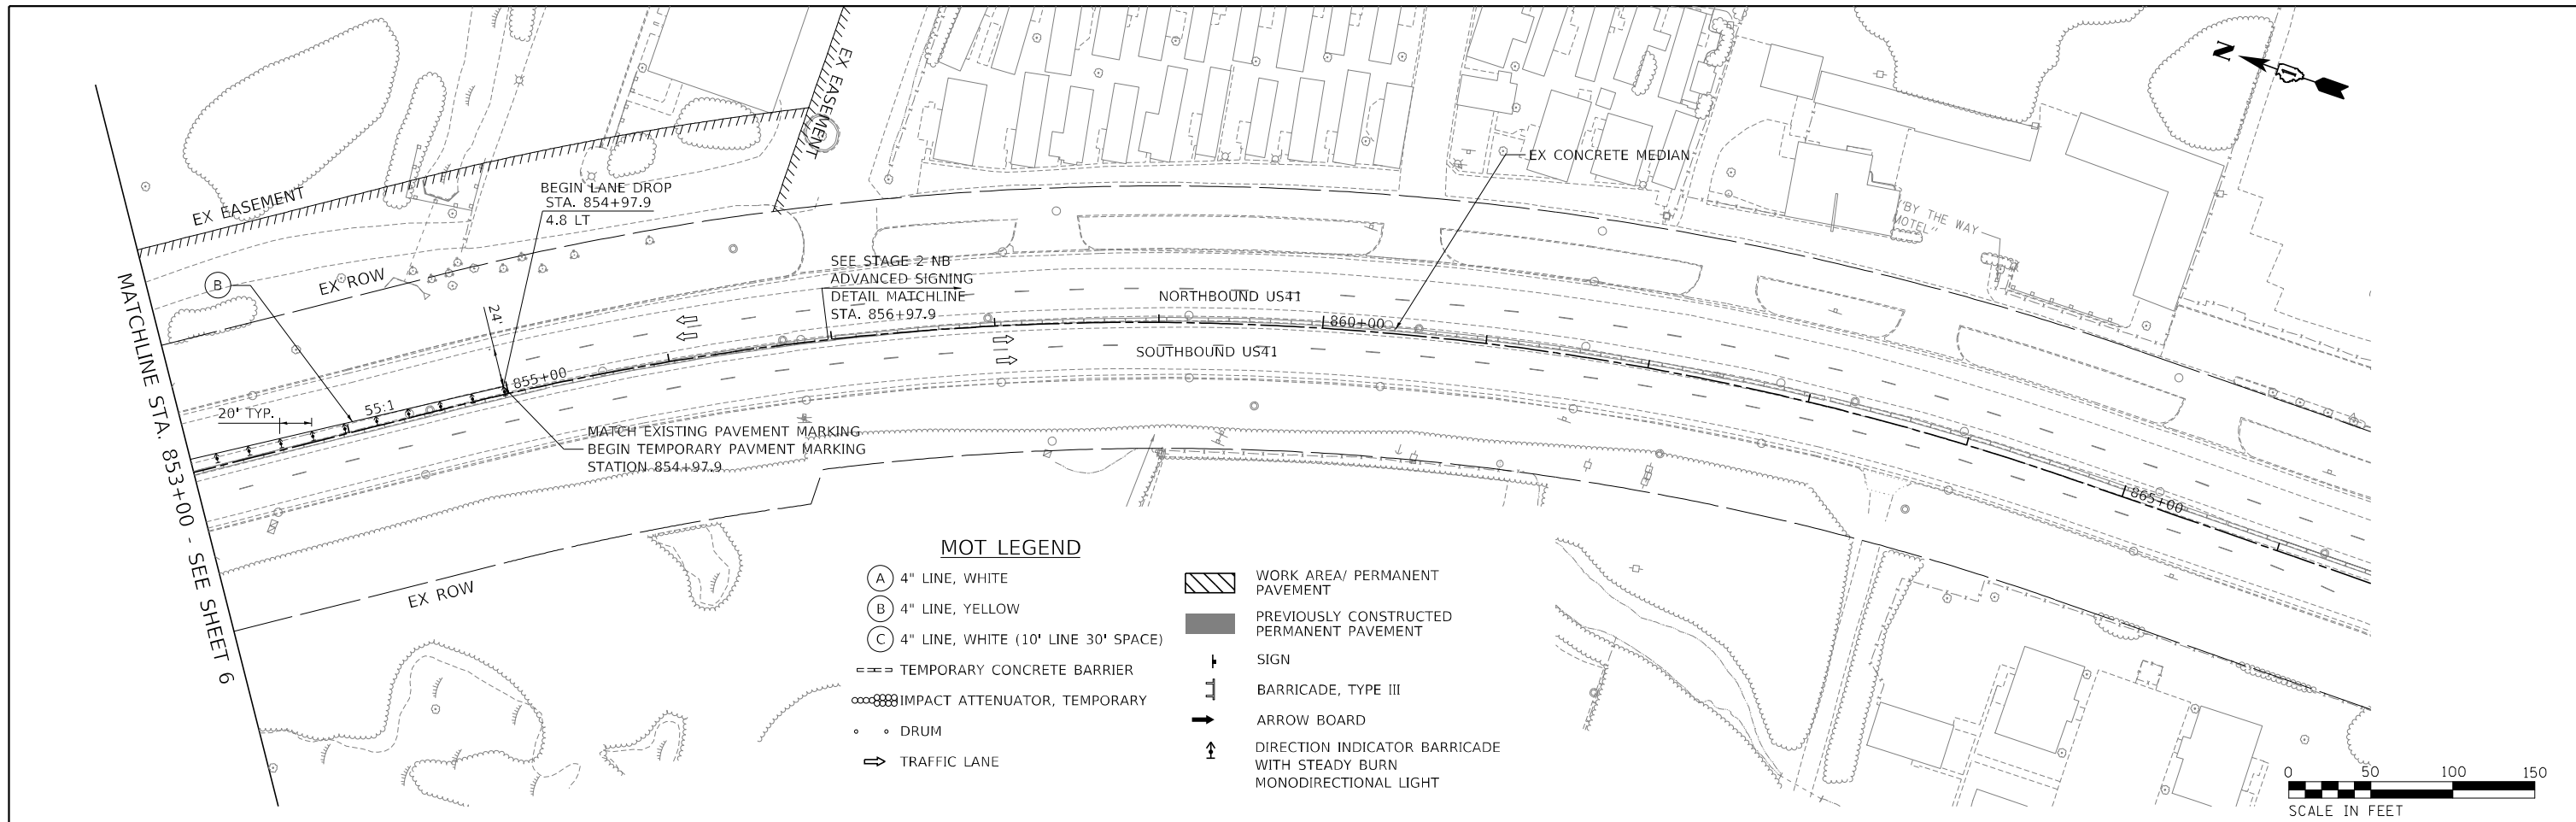 EX EASEMENT
EX EASEMENT
N
1
EX CONCRETE MEDIAN
"BY THE WAY
MOTEL"
BEGIN LANE DROP
STA. 854+97.9
4.8 LT
B
EX ROW
24'
SEE STAGE 2 NB
ADVANCED SIGNING
DETAIL MATCHLINE
STA. 856+97.9
NORTHBOUND US41
860+00
SOUTHBOUND US41
855+00
20' TYP.
55:1
MATCH EXISTING PAVEMENT MARKING
BEGIN TEMPORARY PAVMENT MARKING
STATION 854+97.9
865+00
MATCHLINE STA. 853+00 - SEE SHEET 6
EX ROW
MOT LEGEND
A 4" LINE, WHITE
B 4" LINE, YELLOW
C 4" LINE, WHITE (10' LINE 30' SPACE)
TEMPORARY CONCRETE BARRIER
IMPACT ATTENUATOR, TEMPORARY
DRUM
TRAFFIC LANE
WORK AREA/ PERMANENT
PAVEMENT
PREVIOUSLY CONSTRUCTED
PERMANENT PAVEMENT
SIGN
BARRICADE, TYPE III
ARROW BOARD
DIRECTION INDICATOR BARRICADE
WITH STEADY BURN
MONODIRECTIONAL LIGHT
0 50 100 150
SCALE IN FEET